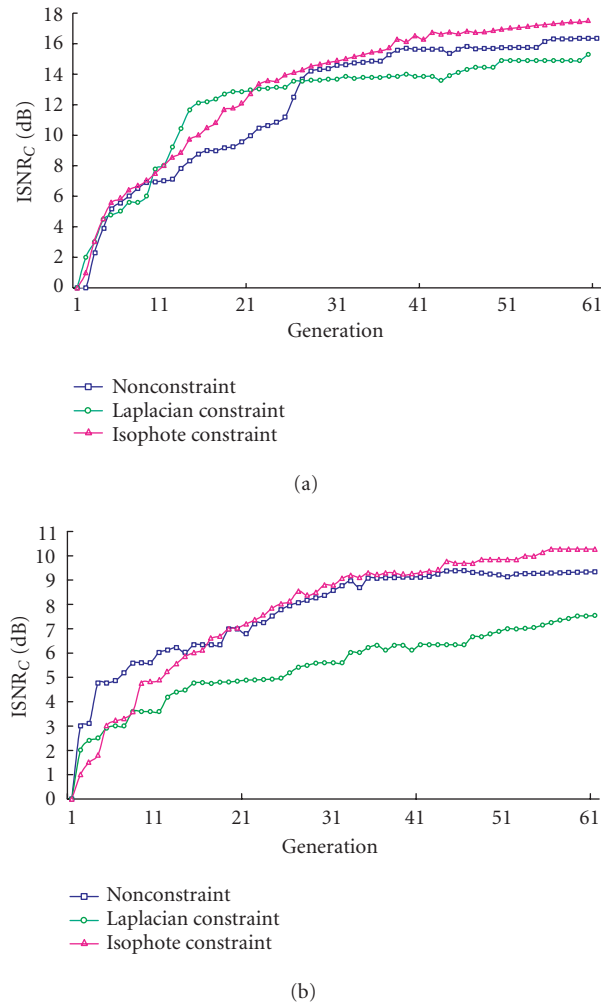 18
16
14
12
10
8
6
4
2
0
ISNR_C (dB)
1 11 21 31 41 51 61
Generation
Nonconstraint
Laplacian constraint
Isophote constraint
(a)
11
10
9
8
7
6
5
4
3
2
1
0
ISNR_C (dB)
1 11 21 31 41 51 61
Generation
Nonconstraint
Laplacian constraint
Isophote constraint
(b)